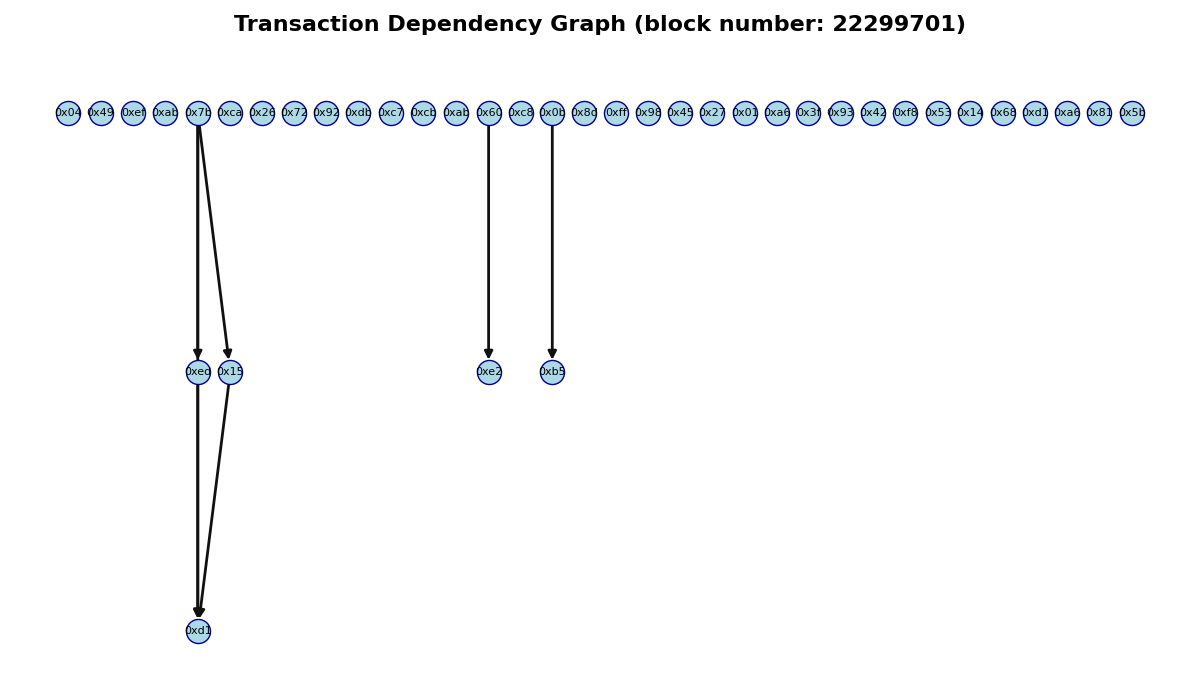 Transaction Dependency Graph (block number: 22299701)
0x04 0x49 0xef 0xab 0x7b 0xca 0x26 0x72 0x92 0xdb 0xc7 0xcb 0xab 0x60 0xc8 0x0b 0x8d 0xff 0x98 0x45 0x27 0x01 0xa6 0x3f 0x93 0x42 0xf8 0x53 0x14 0x68 0xd1 0xa6 0x81 0x5b
0xed 0x15 0xe2 0xb5
0xd1